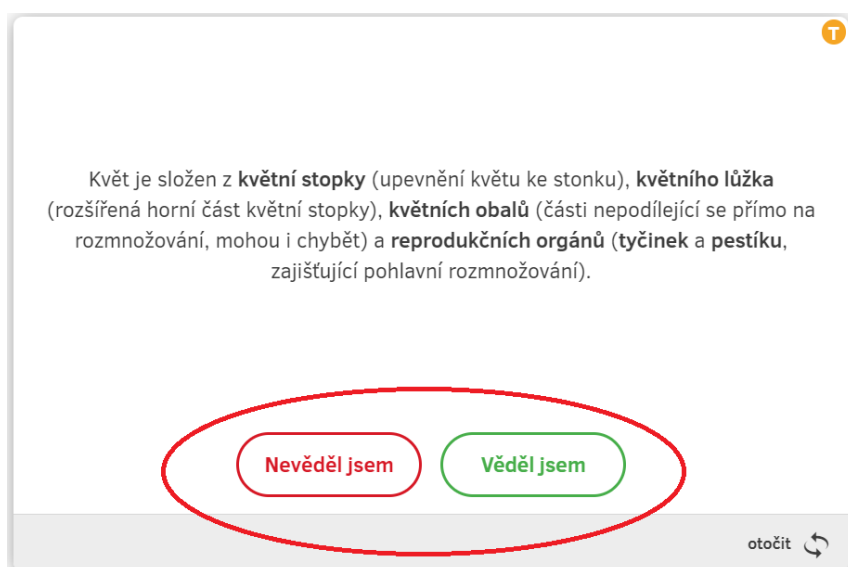 T
Květ je složen z květní stopky (upevnění květu ke stonku), květního lůžka
(rozšířená horní část květní stopky), květních obalů (části nepodílející se přímo na
rozmnožování, mohou i chybět) a reprodukčních orgánů (tyčinek a pestíku,
zajišťující pohlavní rozmnožování).
Nevěděl jsem
Věděl jsem
otočit